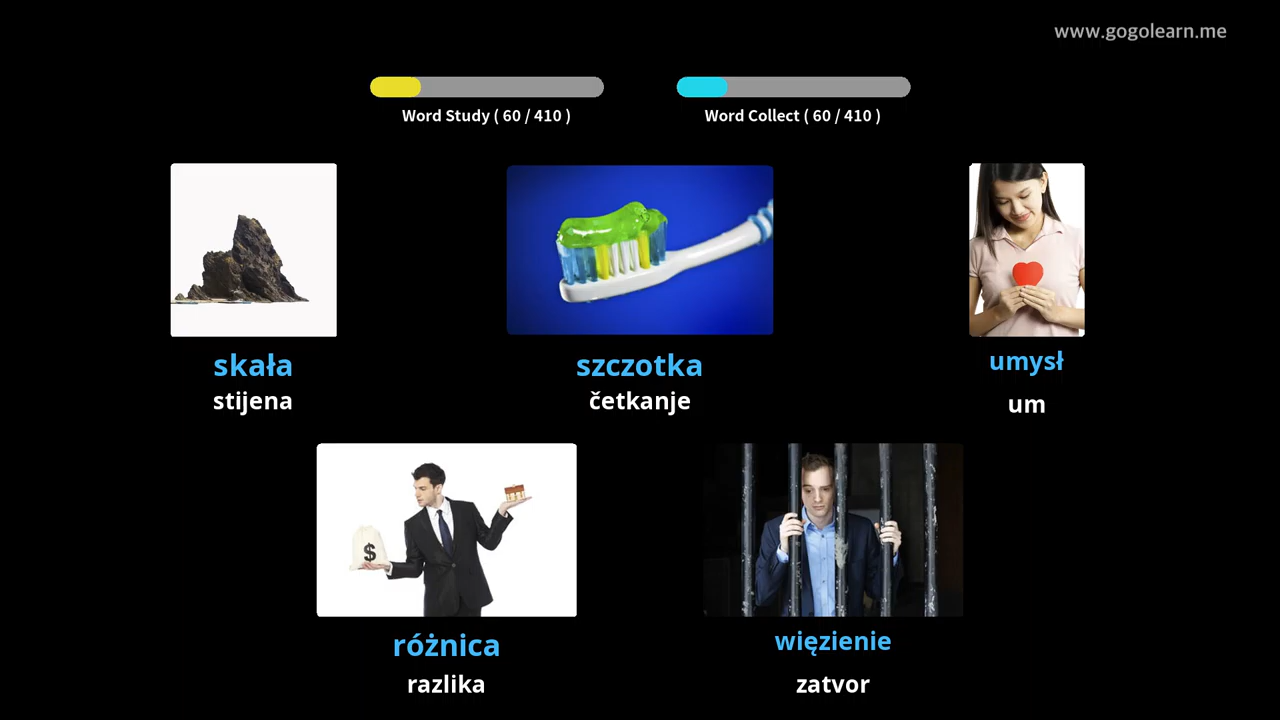 www.gogolearn.me
Word Study ( 60 / 410 )
Word Collect ( 60 / 410 )
skała
stijena
szczotka
četkanje
umysł
um
$
różnica
razlika
więzienie
zatvor